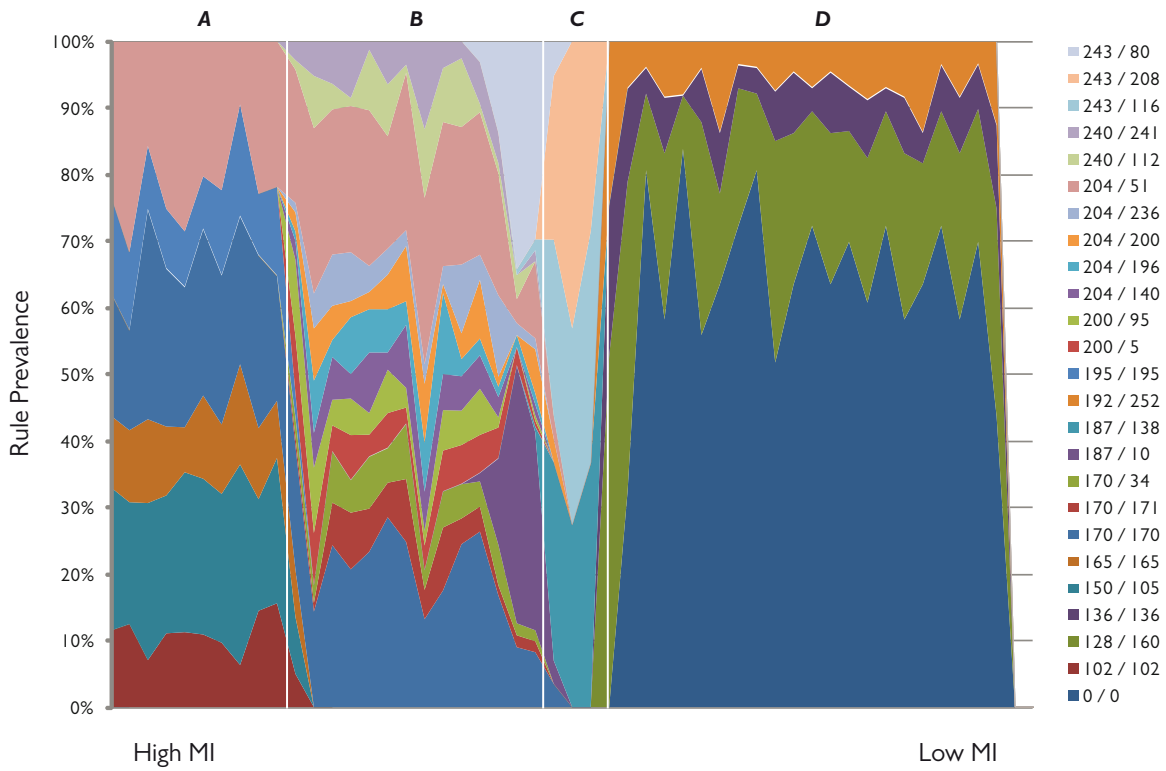 A B C D
100%
90%
80%
70%
60%
50%
40%
30%
20%
10%
0%
Rule Prevalence
High MI
Low MI
243 / 80
243 / 208
243 / 116
240 / 241
240 / 112
204 / 51
204 / 236
204 / 200
204 / 196
204 / 140
200 / 95
200 / 5
195 / 195
192 / 252
187 / 138
187 / 10
170 / 34
170 / 171
170 / 170
165 / 165
150 / 105
136 / 136
128 / 160
102 / 102
0 / 0